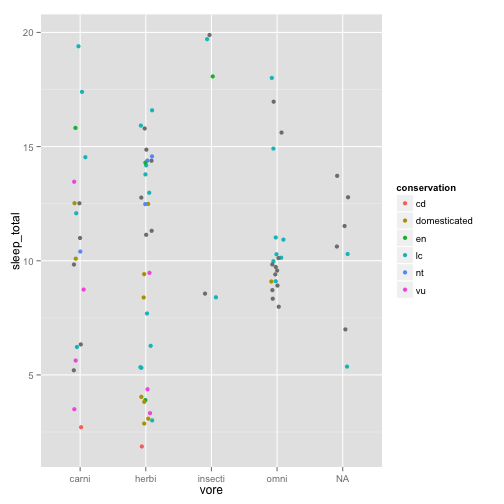 20
15
10
5
sleep_total
carni herbi insecti omni NA
vore
conservation
cd
domesticated
en
lc
nt
vu